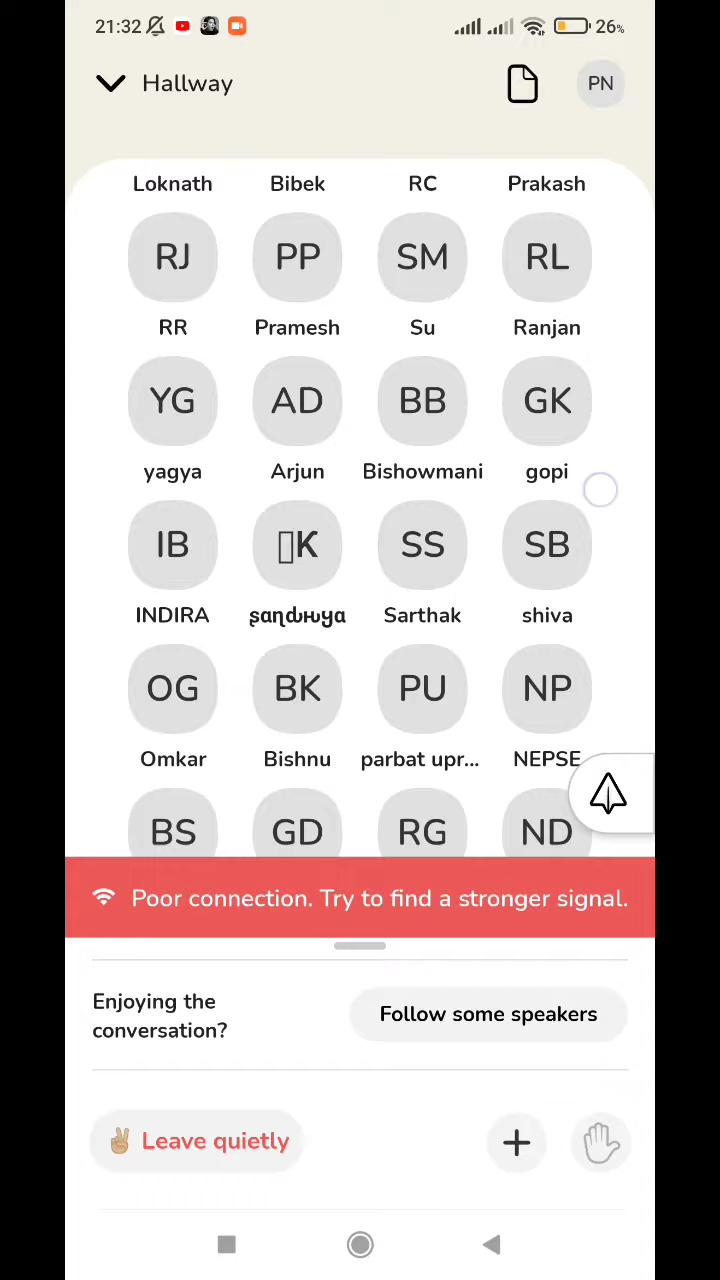 21:32 26%
Hallway PN
Loknath Bibek RC Prakash
RJ PP SM RL
RR Pramesh Su Ranjan
YG AD BB GK
yagya Arjun Bishowmani gopi
IB K SS SB
INDIRA şaɳԃԋყa Sarthak shiva
OG BK PU NP
Omkar Bishnu parbat upr... NEPSE
BS GD RG ND
Poor connection. Try to find a stronger signal.
Enjoying the
conversation?
Follow some speakers
✌🏼 Leave quietly